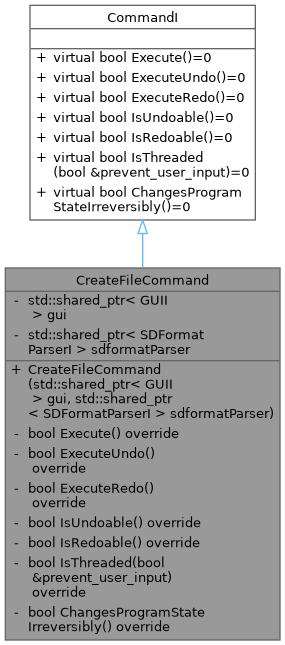 CommandI
+ virtual bool Execute()=0
+ virtual bool ExecuteUndo()=0
+ virtual bool ExecuteRedo()=0
+ virtual bool IsUndoable()=0
+ virtual bool IsRedoable()=0
+ virtual bool IsThreaded
(bool &prevent_user_input)=0
+ virtual bool ChangesProgram
StateIrreversibly()=0
CreateFileCommand
- std::shared_ptr< GUII
> gui
- std::shared_ptr< SDFormat
ParserI > sdformatParser
+ CreateFileCommand
(std::shared_ptr< GUII
> gui, std::shared_ptr
< SDFormatParserI > sdformatParser)
- bool Execute() override
- bool ExecuteUndo()
override
- bool ExecuteRedo()
override
- bool IsUndoable() override
- bool IsRedoable() override
- bool IsThreaded(bool
&prevent_user_input)
override
- bool ChangesProgramState
Irreversibly() override